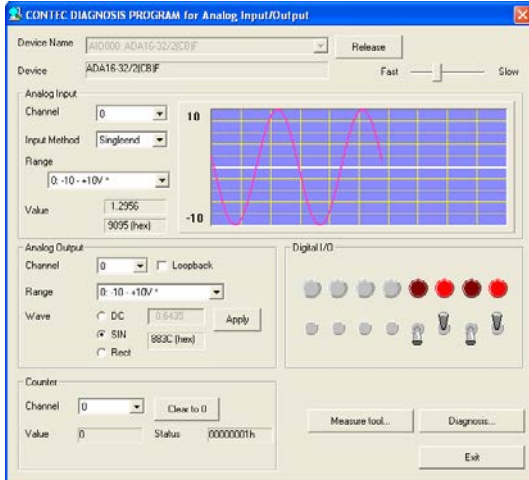 CONTEC DIAGNOSIS PROGRAM for Analog Input/Output
Device Name AIO000: ADA16-32/2(CB)F Release
Device ADA16-32/2(CB)F Fast Slow
Analog Input
Channel 0 10
Input Method Singleend
Range
0: -10 - +10V *
Value 1.2956
9095 (hex) -10
Analog Output Digital I/O
Channel 0 Loopback
Range 0: -10 - +10V *
Wave DC 0.6435 Apply
SIN 883C (hex)
Rect
Counter
Channel 0 Clear to 0
Value 0 Status 00000001h
Measure tool... Diagnosis...
Exit